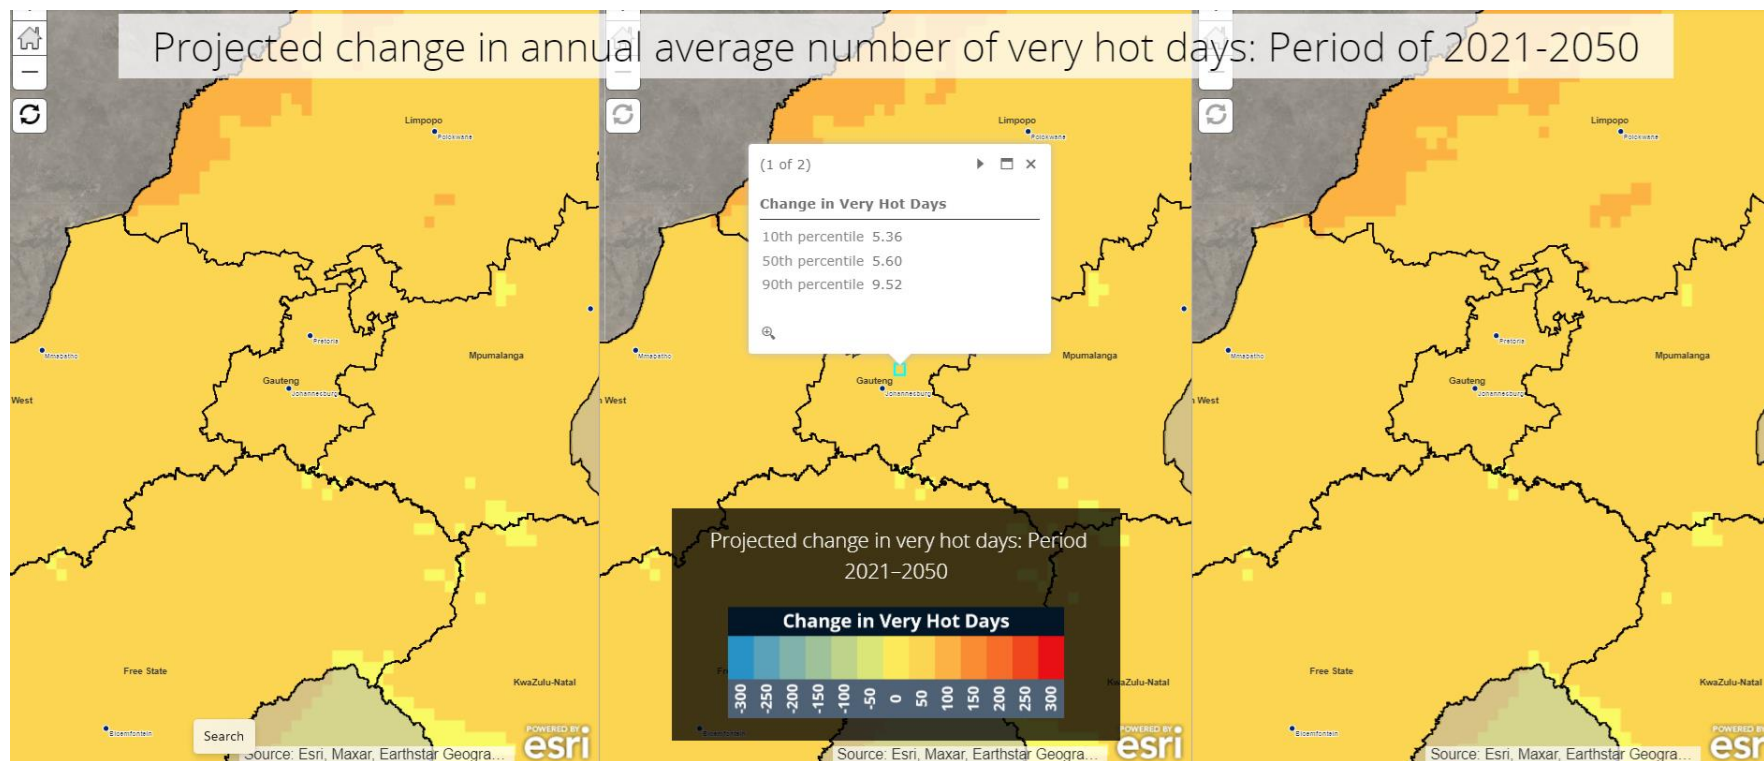 Projected change in annual average number of very hot days: Period of 2021-2050
Limpopo
Polokwane
Mmabatho
Pretoria
Mpumalanga
Gauteng
Johannesburg
West
Free State
KwaZulu-Natal
Bloemfontein
Search
POWERED BY
esri
Source: Esri, Maxar, Earthstar Geogra...
Limpopo
Polokwane
(1 of 2)
Change in Very Hot Days
10th percentile 5.36
50th percentile 5.60
90th percentile 9.52
Mmabatho
Mpumalanga
Gauteng
Johannesburg
West
Projected change in very hot days: Period
2021–2050
Change in Very Hot Days
-300 -250 -200 -150 -100 -50 0 50 100 150 200 250 300
KwaZulu-Natal
Bloemfontein
POWERED BY
esri
Source: Esri, Maxar, Earthstar Geogra...
Limpopo
Polokwane
Pretoria
Mmabatho
Mpumalanga
Gauteng
Johannesburg
West
Free State
KwaZulu-Natal
Bloemfontein
POWERED BY
esri
Source: Esri, Maxar, Earthstar Geogra...